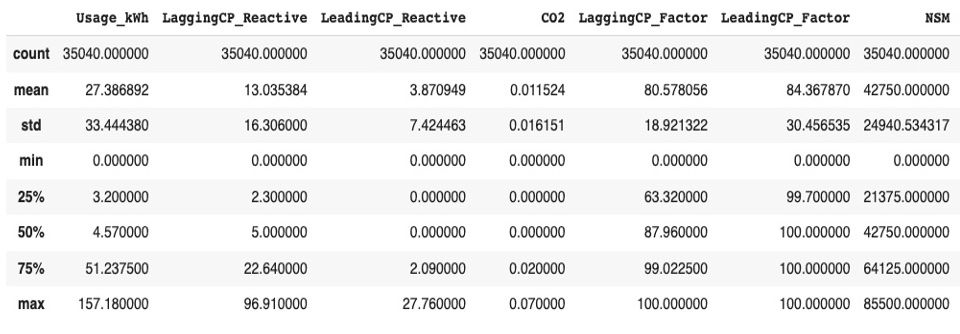 Usage_kWh LaggingCP_Reactive LeadingCP_Reactive CO2 LaggingCP_Factor LeadingCP_Factor NSM
count 35040.000000 35040.000000 35040.000000 35040.000000 35040.000000 35040.000000 35040.000000
mean 27.386892 13.035384 3.870949 0.011524 80.578056 84.367870 42750.000000
std 33.444380 16.306000 7.424463 0.016151 18.921322 30.456535 24940.534317
min 0.000000 0.000000 0.000000 0.000000 0.000000 0.000000 0.000000
25% 3.200000 2.300000 0.000000 0.000000 63.320000 99.700000 21375.000000
50% 4.570000 5.000000 0.000000 0.000000 87.960000 100.000000 42750.000000
75% 51.237500 22.640000 2.090000 0.020000 99.022500 100.000000 64125.000000
max 157.180000 96.910000 27.760000 0.070000 100.000000 100.000000 85500.000000